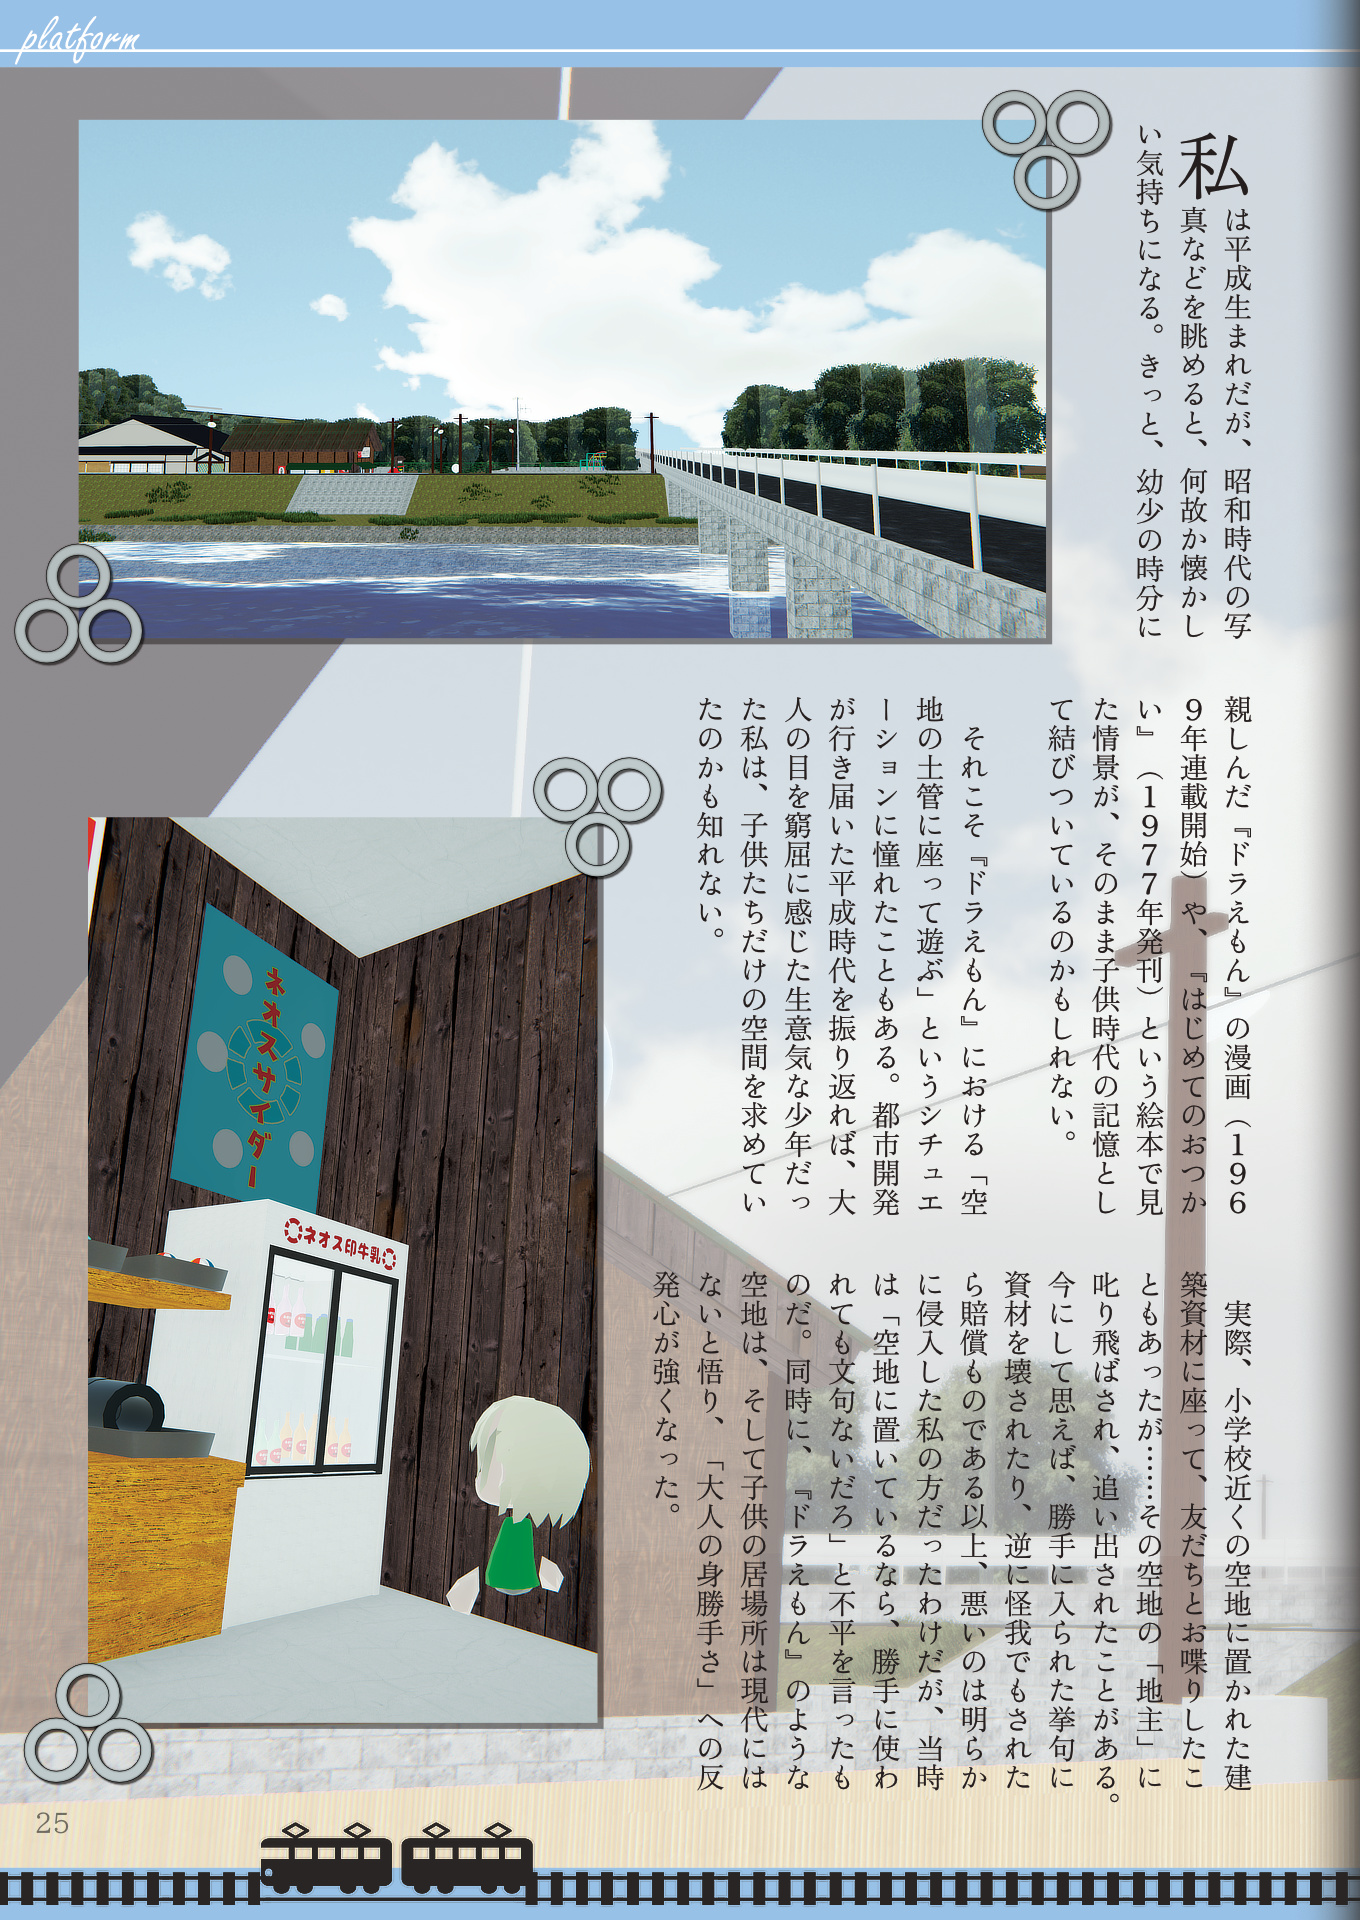 platform
私は平成生まれだが、昭和時代の写
真などを眺めると、何故か懐かし
い気持ちになる。きっと、幼少の時分に
親しんだ『ドラえもん』の漫画（１９６
９年連載開始）や、『はじめてのおつか
い』（１９７７年発刊）という絵本で見
た情景が、そのまま子供時代の記憶とし
て結びついているのかもしれない。
それこそ『ドラえもん』における「空
地の土管に座って遊ぶ」というシチュエ
ーションに憧れたこともある。都市開発
が行き届いた平成時代を振り返れば、大
人の目を窮屈に感じた生意気な少年だっ
た私は、子供たちだけの空間を求めてい
たのかも知れない。
実際、小学校近くの空地に置かれた建
築資材に座って、友だちとお喋りしたこ
ともあったが……その空地の「地主」に
叱り飛ばされ、追い出されたことがある。
今にして思えば、勝手に入られた挙句に
資材を壊されたり、逆に怪我でもされた
ら賠償ものである以上、悪いのは明らか
に侵入した私の方だったわけだが、当時
は「空地に置いているなら、勝手に使わ
れても文句ないだろ」と不平を言ったも
のだ。同時に、『ドラえもん』のような
空地は、そして子供の居場所は現代には
ないと悟り、「大人の身勝手さ」への反
発心が強くなった。
ネオスサイダー
ネオス印牛乳
25